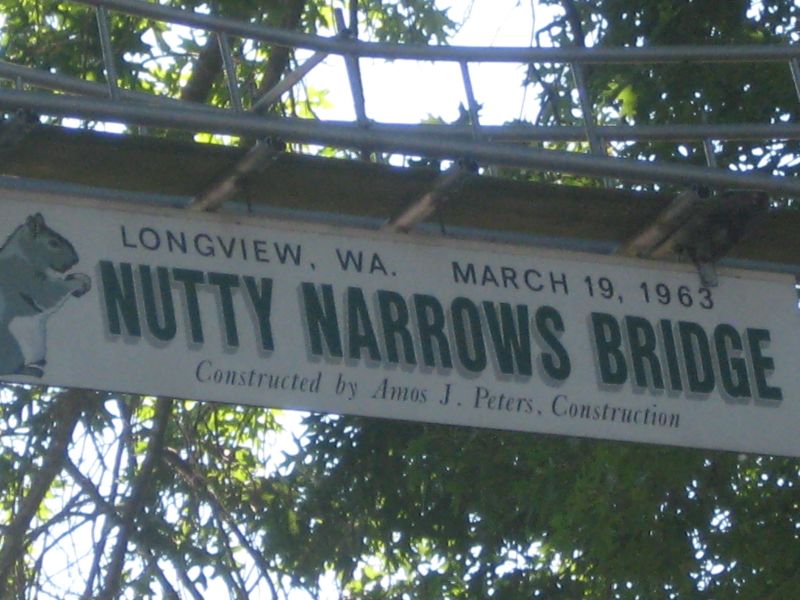 LONGVIEW, WA. MARCH 19, 1963
NUTTY NARROWS BRIDGE
Constructed by Amos J. Peters, Construction